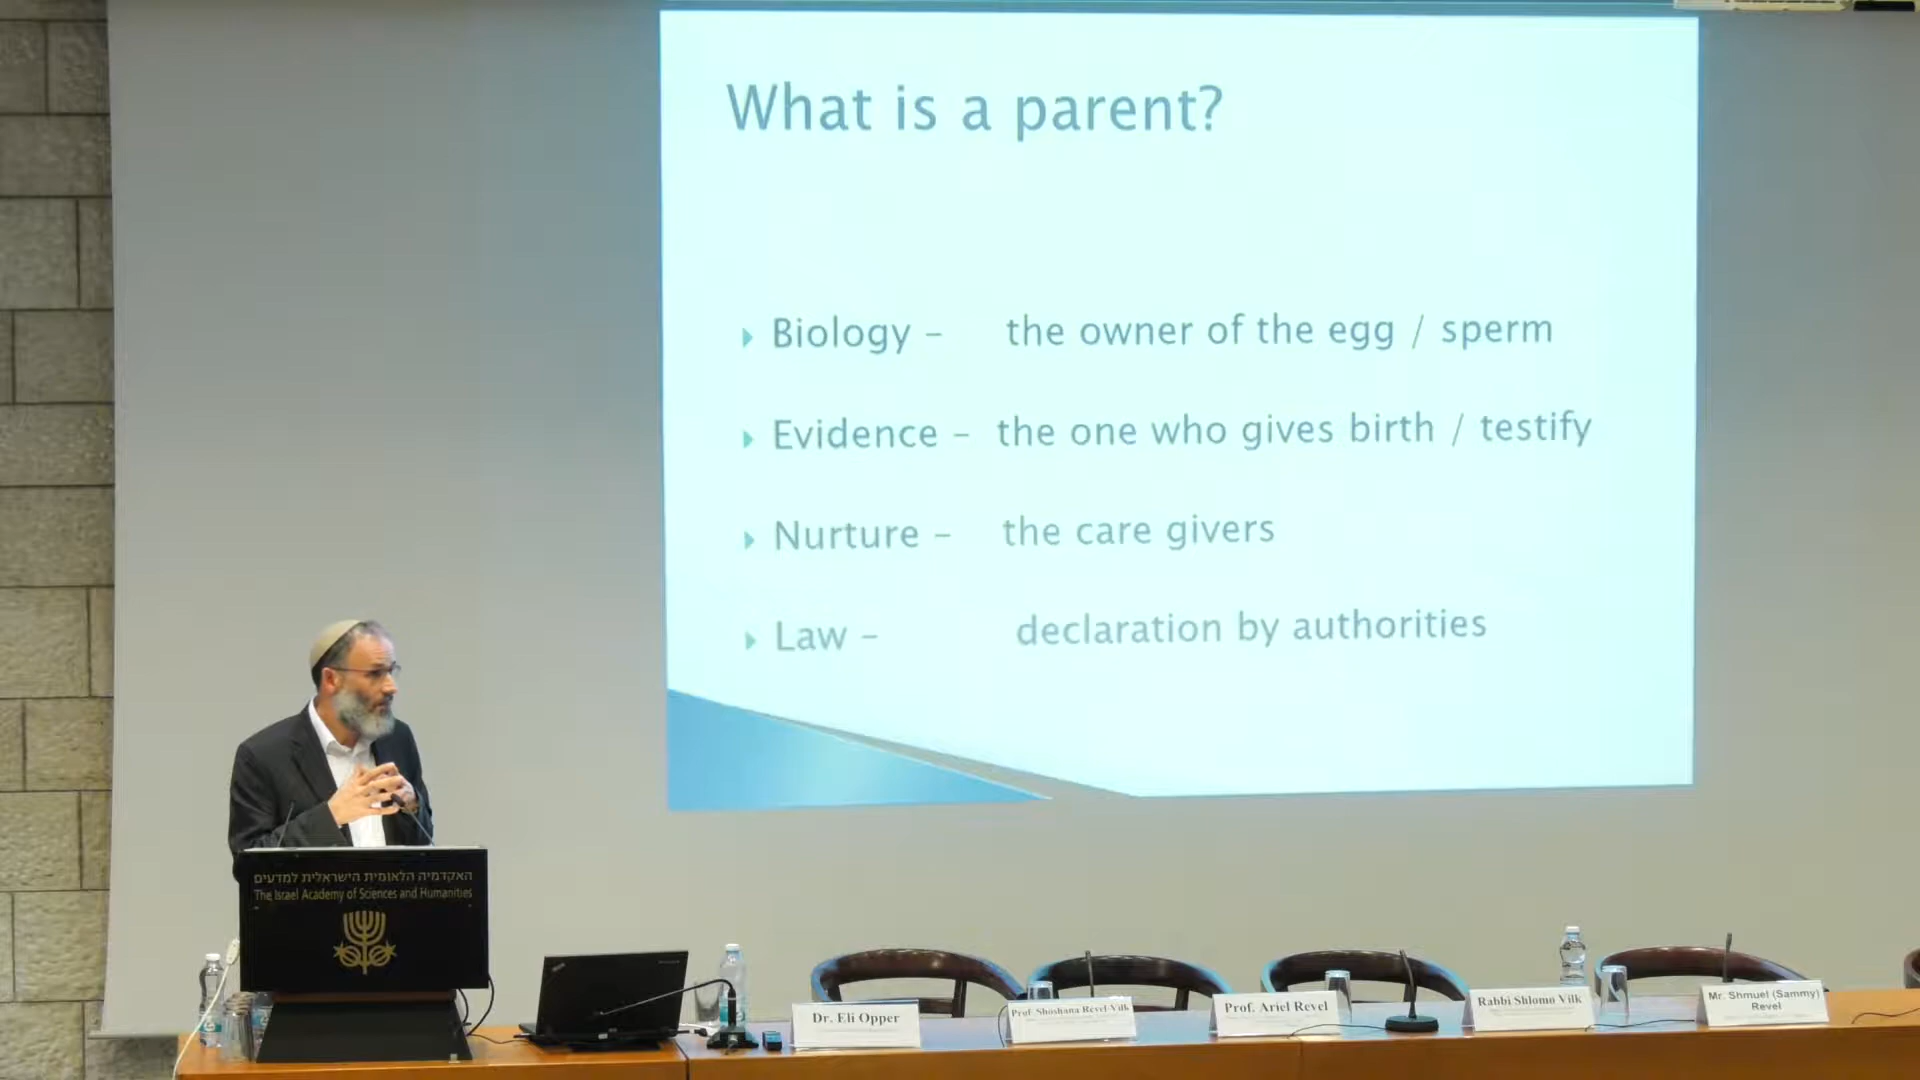 What is a parent?
Biology – the owner of the egg / sperm
Evidence – the one who gives birth / testify
Nurture – the care givers
Law – declaration by authorities
האקדמיה הלאומית הישראלית למדעים
The Israel Academy of Sciences and Humanities
Dr. Eli Opper
Prof. Shoshana Revel-Vilk
Prof. Ariel Revel
Rabbi Shlomo Vilk
Mr. Shmuel (Sammy)
Revel